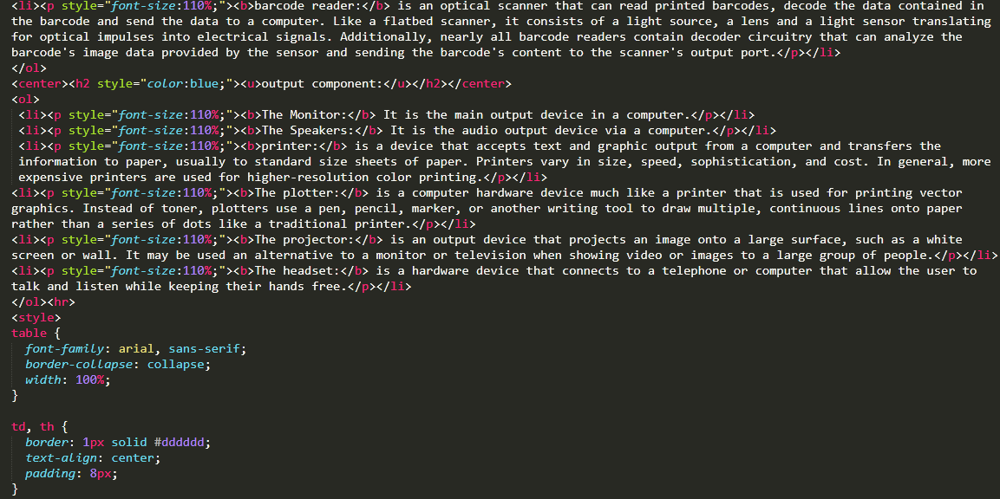 <li><p style="font-size:110%;"><b>barcode reader:</b> is an optical scanner that can read printed barcodes, decode the data contained in
the barcode and send the data to a computer. Like a flatbed scanner, it consists of a light source, a lens and a light sensor translating
for optical impulses into electrical signals. Additionally, nearly all barcode readers contain decoder circuitry that can analyze the
barcode's image data provided by the sensor and sending the barcode's content to the scanner's output port.</p></li>
</ol>
<center><h2 style="color:blue;"><u>output component:</u></h2></center>
<ol>
<li><p style="font-size:110%;"><b>The Monitor:</b> It is the main output device in a computer.</p></li>
<li><p style="font-size:110%;"><b>The Speakers:</b> It is the audio output device via a computer.</p></li>
<li><p style="font-size:110%;"><b>printer:</b> is a device that accepts text and graphic output from a computer and transfers the
information to paper, usually to standard size sheets of paper. Printers vary in size, speed, sophistication, and cost. In general, more
expensive printers are used for higher-resolution color printing.</p></li>
<li><p style="font-size:110%;"><b>The plotter:</b> is a computer hardware device much like a printer that is used for printing vector
graphics. Instead of toner, plotters use a pen, pencil, marker, or another writing tool to draw multiple, continuous lines onto paper
rather than a series of dots like a traditional printer.</p></li>
<li><p style="font-size:110%;"><b>The projector:</b> is an output device that projects an image onto a large surface, such as a white
screen or wall. It may be used an alternative to a monitor or television when showing video or images to a large group of people.</p></li>
<li><p style="font-size:110%;"><b>The headset:</b> is a hardware device that connects to a telephone or computer that allow the user to
talk and listen while keeping their hands free.</p></li>
</ol><hr>
<style>
table {
font-family: arial, sans-serif;
border-collapse: collapse;
width: 100%;
}
td, th {
border: 1px solid #dddddd;
text-align: center;
padding: 8px;
}